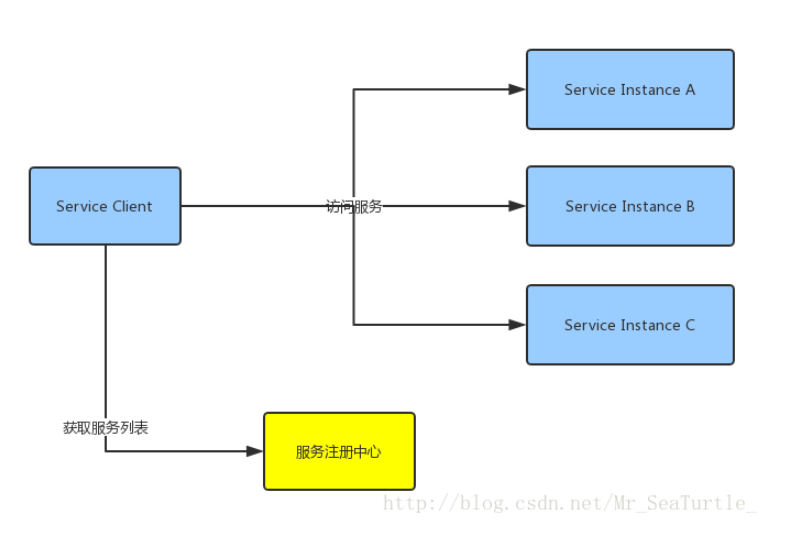 Service Instance A
Service Client
访问服务
Service Instance B
Service Instance C
获取服务列表
服务注册中心
http://blog.csdn.net/Mr_SeaTurtle_